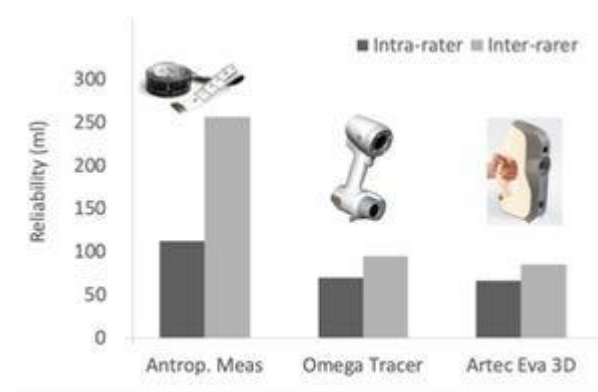 Intra-rater Inter-rarer
300
250
200
150
100
50
0
Reliability (ml)
Antrop. Meas Omega Tracer Artec Eva 3D